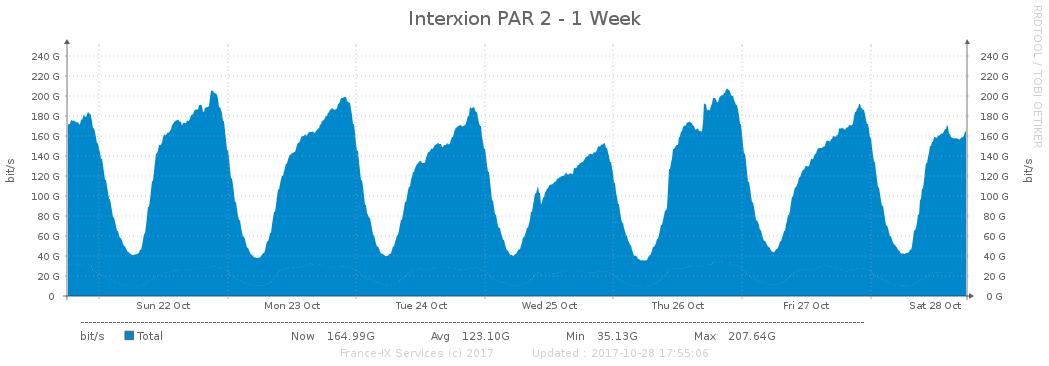 Interxion PAR 2 - 1 Week
RRDTOOL / TOBI OETIKER
240 G 240 G
220 G 220 G
200 G 200 G
180 G 180 G
160 G 160 G
140 G 140 G
120 G 120 G
100 G 100 G
80 G 80 G
60 G 60 G
40 G 40 G
20 G 20 G
0 0 G
bit/s
bit/s
Sun 22 Oct Mon 23 Oct Tue 24 Oct Wed 25 Oct Thu 26 Oct Fri 27 Oct Sat 28 Oct
bit/s Total Now 164.99G Avg 123.10G Min 35.13G Max 207.64G
France-IX Services (c) 2017 Updated : 2017-10-28 17:55:06